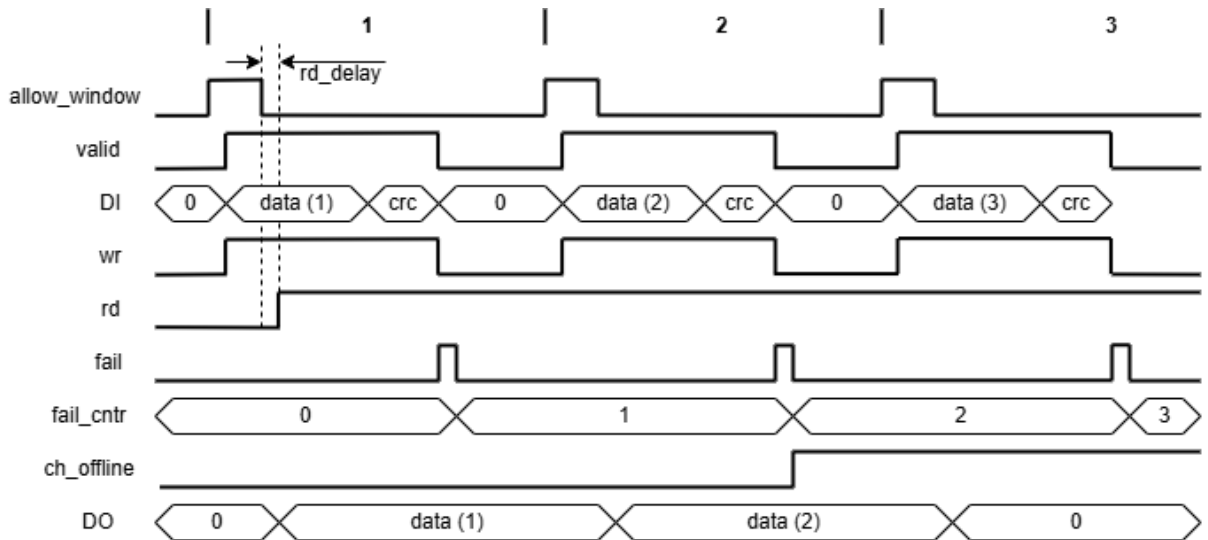 1 2 3
rd_delay
allow_window
valid
DI 0 data (1) crc 0 data (2) crc 0 data (3) crc
wr
rd
fail
fail_cntr 0 1 2 3
ch_offline
DO 0 data (1) data (2) 0